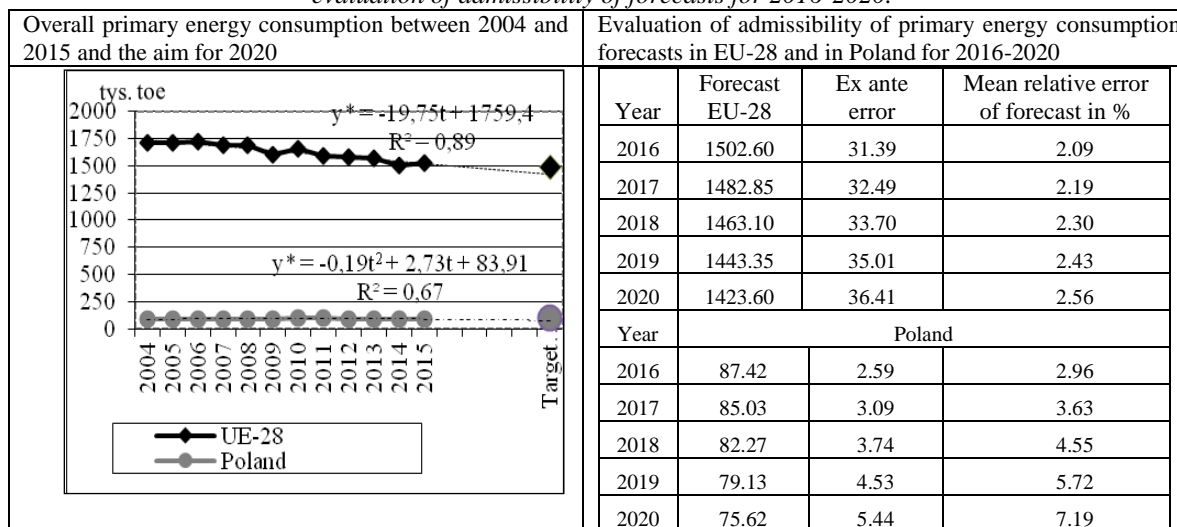 evaluation of admissibility of forecasts for 2016-2020.
Overall primary energy consumption between 2004 and
2015 and the aim for 2020
tys. toe
2000
1750
1500
1250
1000
750
500
250
0
y* = -19,75t + 1759,4
R² = 0,89
y* = -0,19t² + 2,73t + 83,91
R² = 0,67
2004
2005
2006
2007
2008
2009
2010
2011
2012
2013
2014
2015
Target.
UE-28
Poland
Evaluation of admissibility of primary energy consumption
forecasts in EU-28 and in Poland for 2016-2020
Year Forecast EU-28 Ex ante error Mean relative error of forecast in %
2016 1502.60 31.39 2.09
2017 1482.85 32.49 2.19
2018 1463.10 33.70 2.30
2019 1443.35 35.01 2.43
2020 1423.60 36.41 2.56
Year Poland
2016 87.42 2.59 2.96
2017 85.03 3.09 3.63
2018 82.27 3.74 4.55
2019 79.13 4.53 5.72
2020 75.62 5.44 7.19